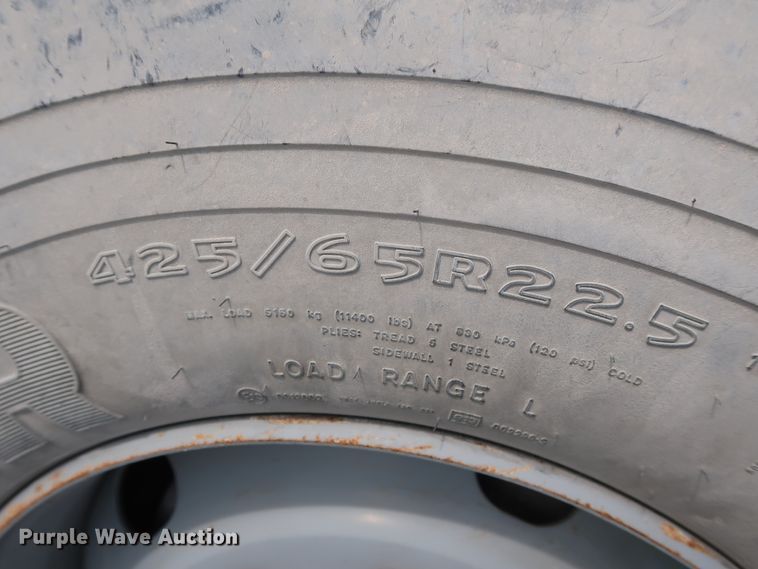 425/65R22.5
MAX. LOAD 5150 kg (11400 lbs) AT 830 kPa (120 psi) COLD
PLIES: TREAD 5 STEEL
SIDEWALL 1 STEEL
LOAD RANGE L
R
Purple Wave Auction